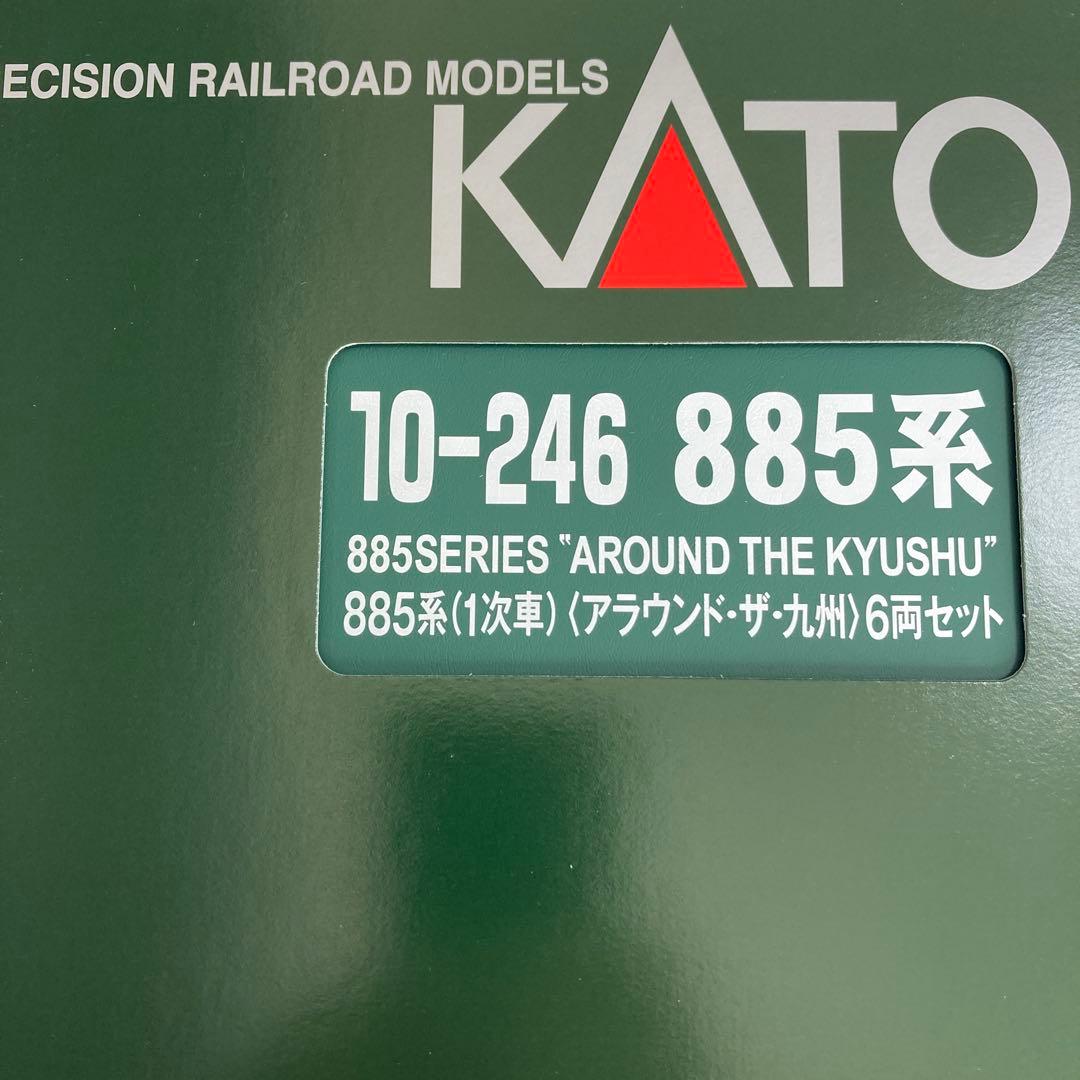 ECISION RAILROAD MODELS
KATO
10-246 885系
885SERIES "AROUND THE KYUSHU"
885系(1次車)〈アラウンド・ザ・九州〉6両セット